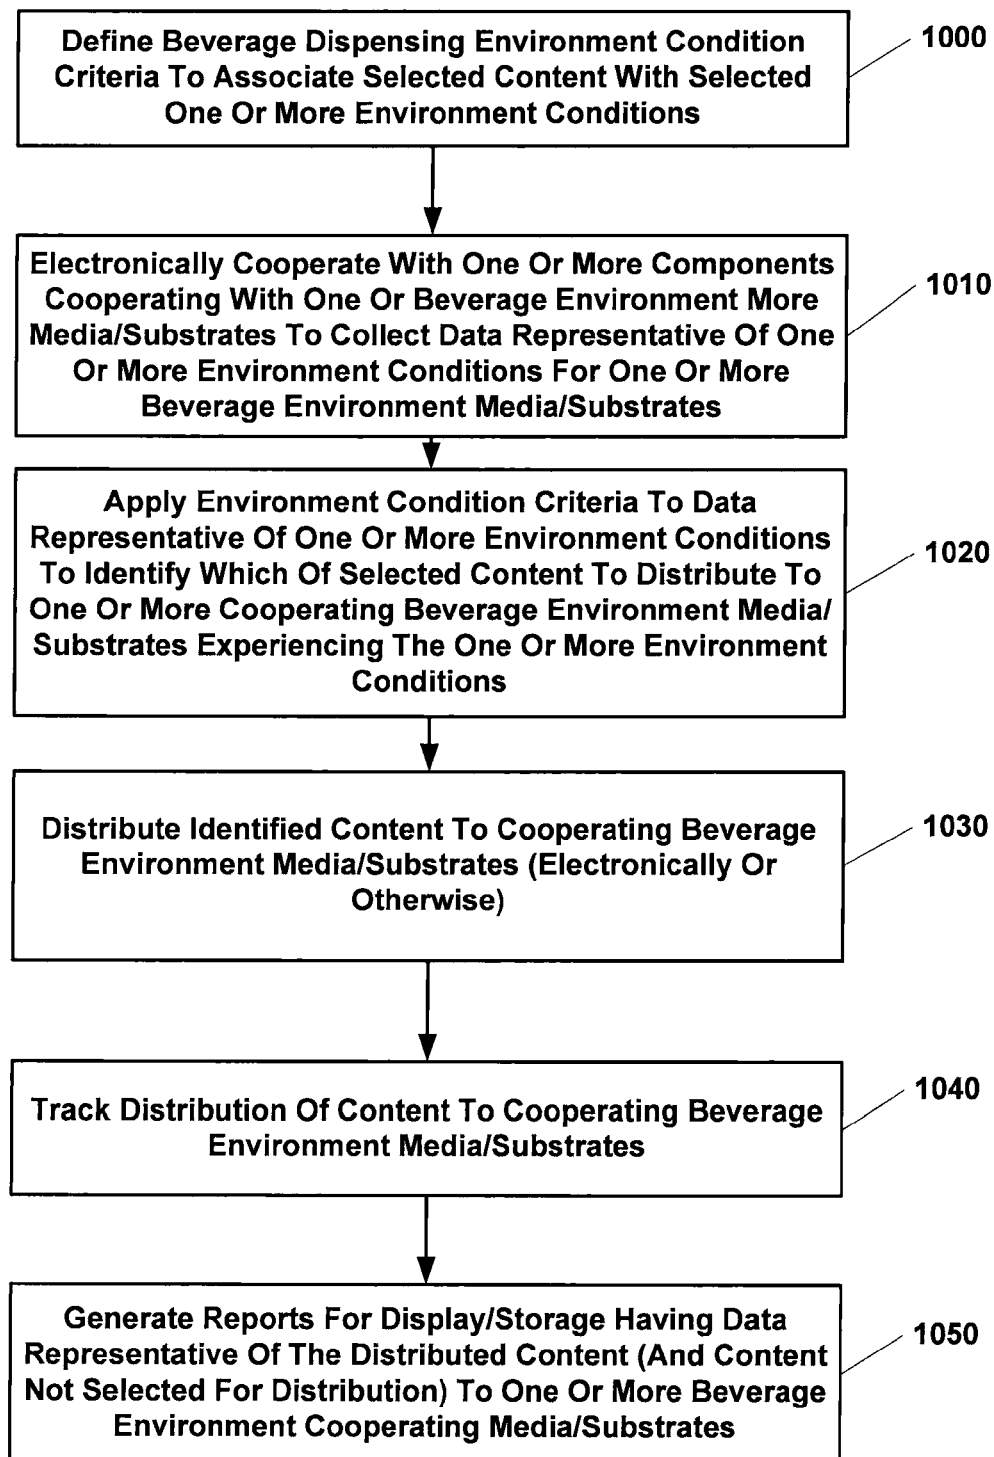 Define Beverage Dispensing Environment Condition
Criteria To Associate Selected Content With Selected
One Or More Environment Conditions
1000
Electronically Cooperate With One Or More Components
Cooperating With One Or Beverage Environment More
Media/Substrates To Collect Data Representative Of One
Or More Environment Conditions For One Or More
Beverage Environment Media/Substrates
1010
Apply Environment Condition Criteria To Data
Representative Of One Or More Environment Conditions
To Identify Which Of Selected Content To Distribute To
One Or More Cooperating Beverage Environment Media/
Substrates Experiencing The One Or More Environment
Conditions
1020
Distribute Identified Content To Cooperating Beverage
Environment Media/Substrates (Electronically Or
Otherwise)
1030
Track Distribution Of Content To Cooperating Beverage
Environment Media/Substrates
1040
Generate Reports For Display/Storage Having Data
Representative Of The Distributed Content (And Content
Not Selected For Distribution) To One Or More Beverage
Environment Cooperating Media/Substrates
1050